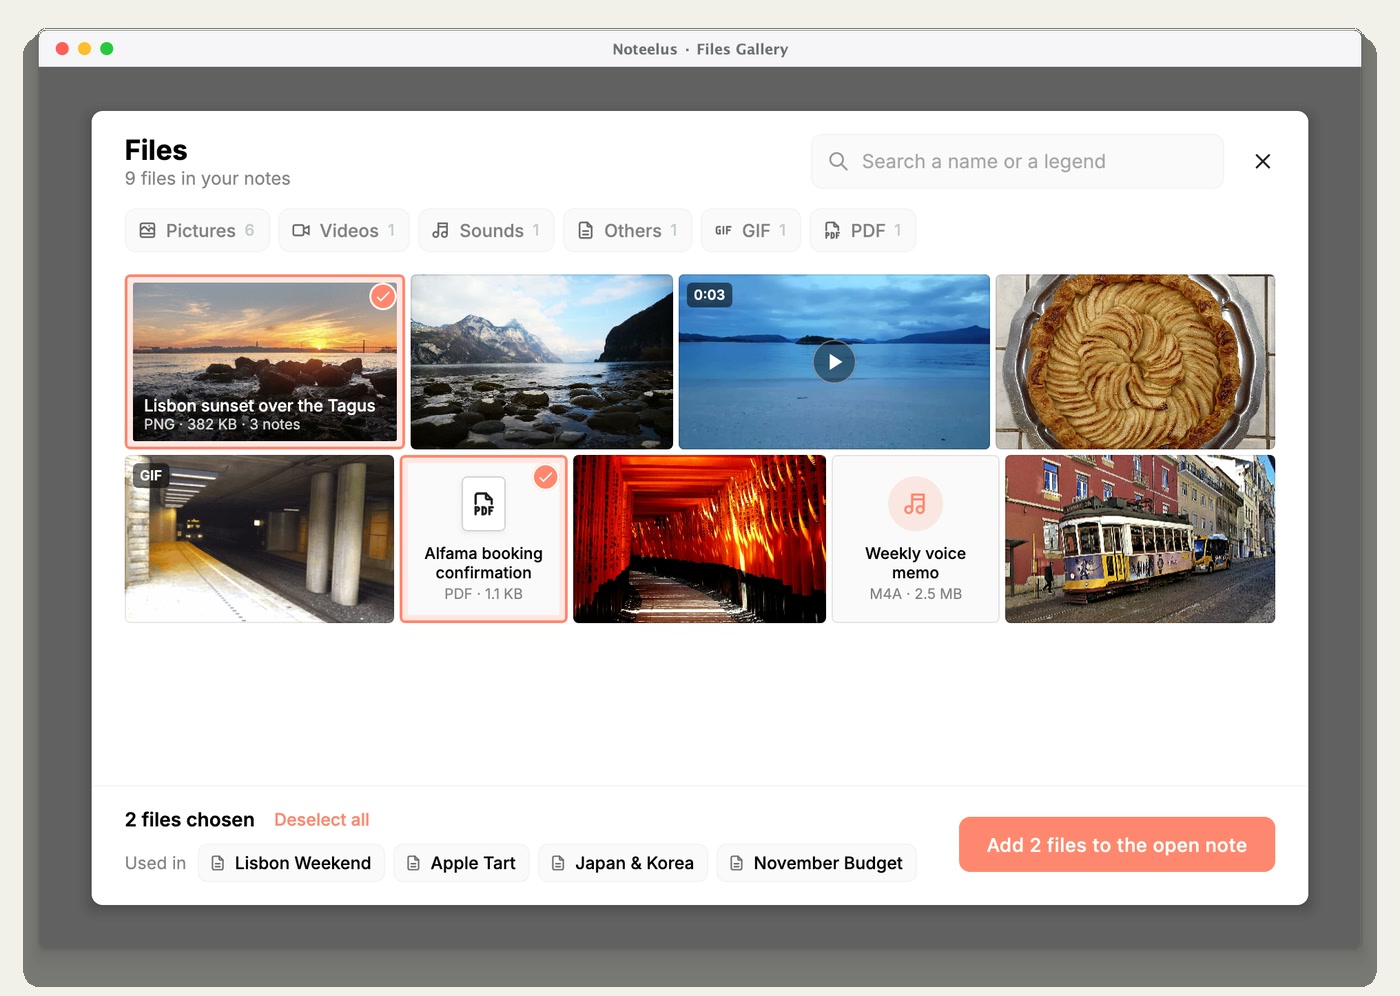 Noteelus · Files Gallery
Files
9 files in your notes
Search a name or a legend
Pictures 6
Videos 1
Sounds 1
Others 1
GIF GIF 1
PDF PDF 1
Lisbon sunset over the Tagus
PNG · 382 KB · 3 notes
0:03
GIF
PDF
Alfama booking
confirmation
PDF · 1.1 KB
Weekly voice
memo
M4A · 2.5 MB
2 files chosen Deselect all
Used in Lisbon Weekend Apple Tart Japan & Korea November Budget
Add 2 files to the open note